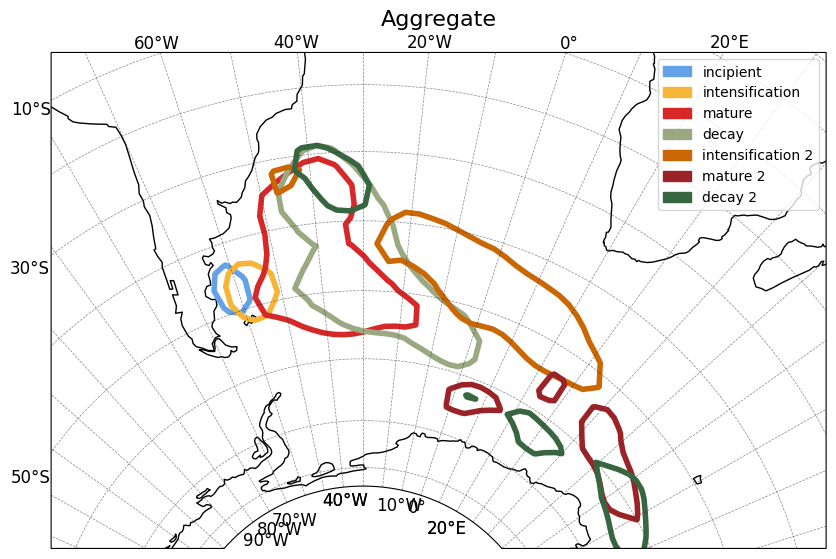 Aggregate
60°W 40°W 20°W 0° 20°E
10°S
30°S
50°S
incipient
intensification
mature
decay
intensification 2
mature 2
decay 2
40°W 10°W 0°
70°W 20°E
80°W
90°W